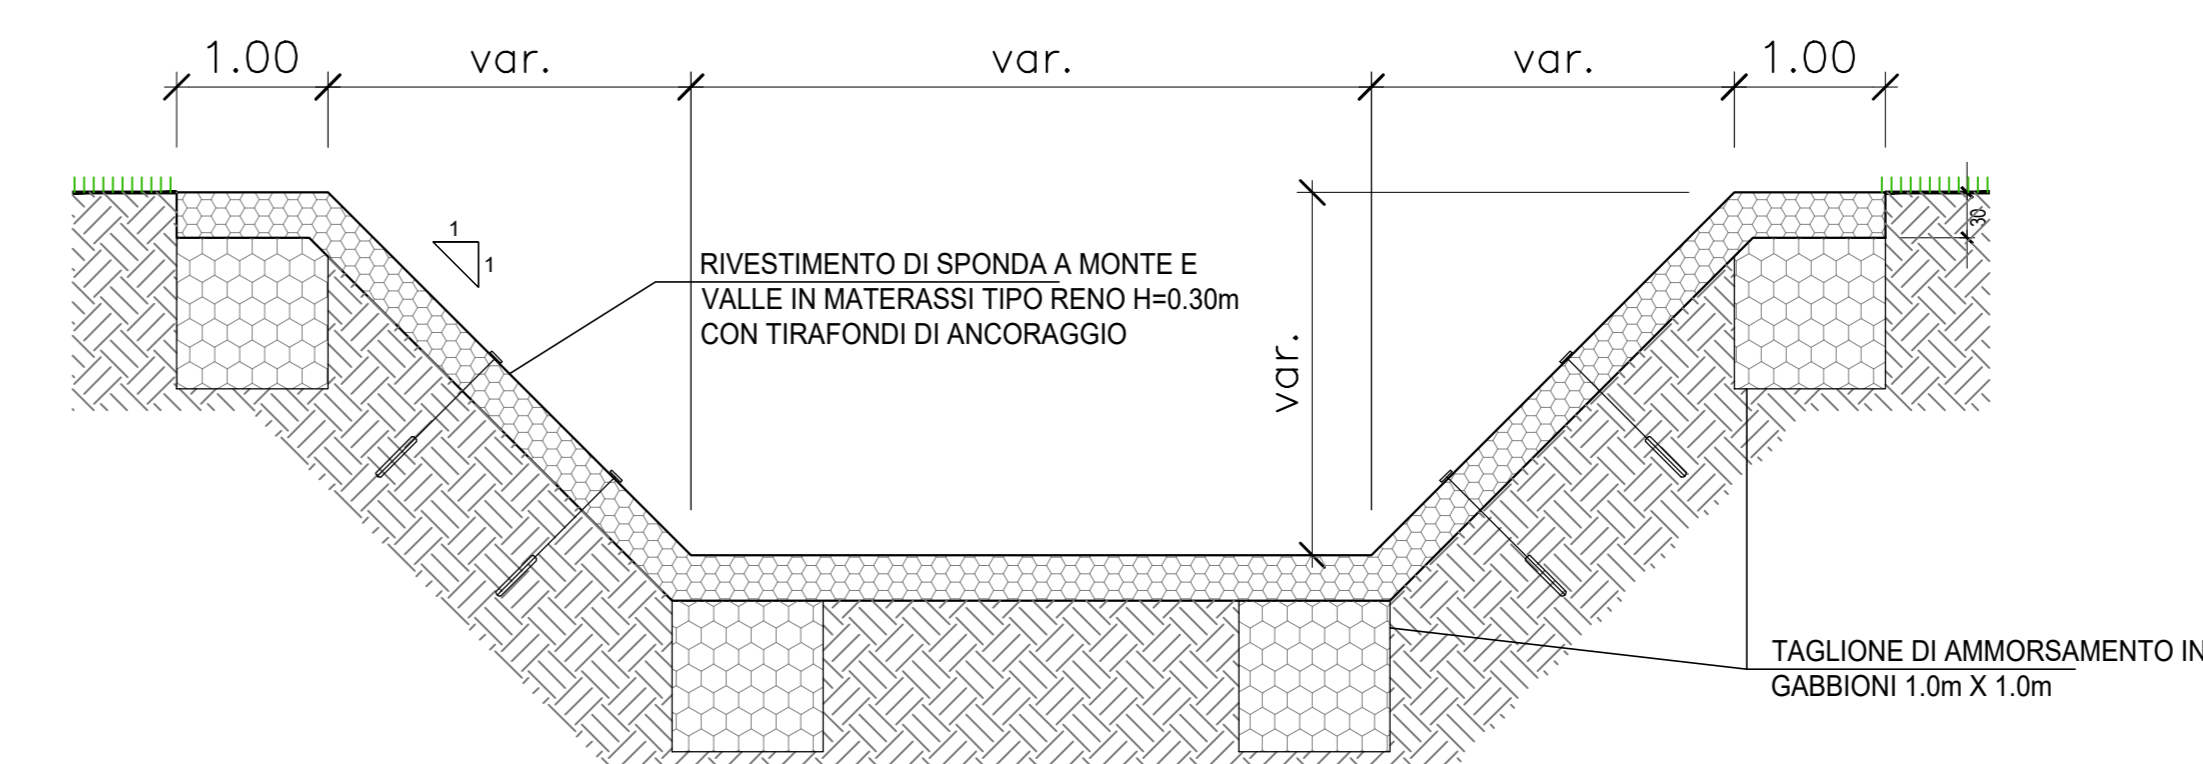 1.00 var. var. var. 1.00
30
1
1
RIVESTIMENTO DI SPONDA A MONTE E
VALLE IN MATERASSI TIPO RENO H=0.30m
CON TIRAFONDI DI ANCORAGGIO
var.
TAGLIONE DI AMMORSAMENTO IN
GABBIONI 1.0m X 1.0m